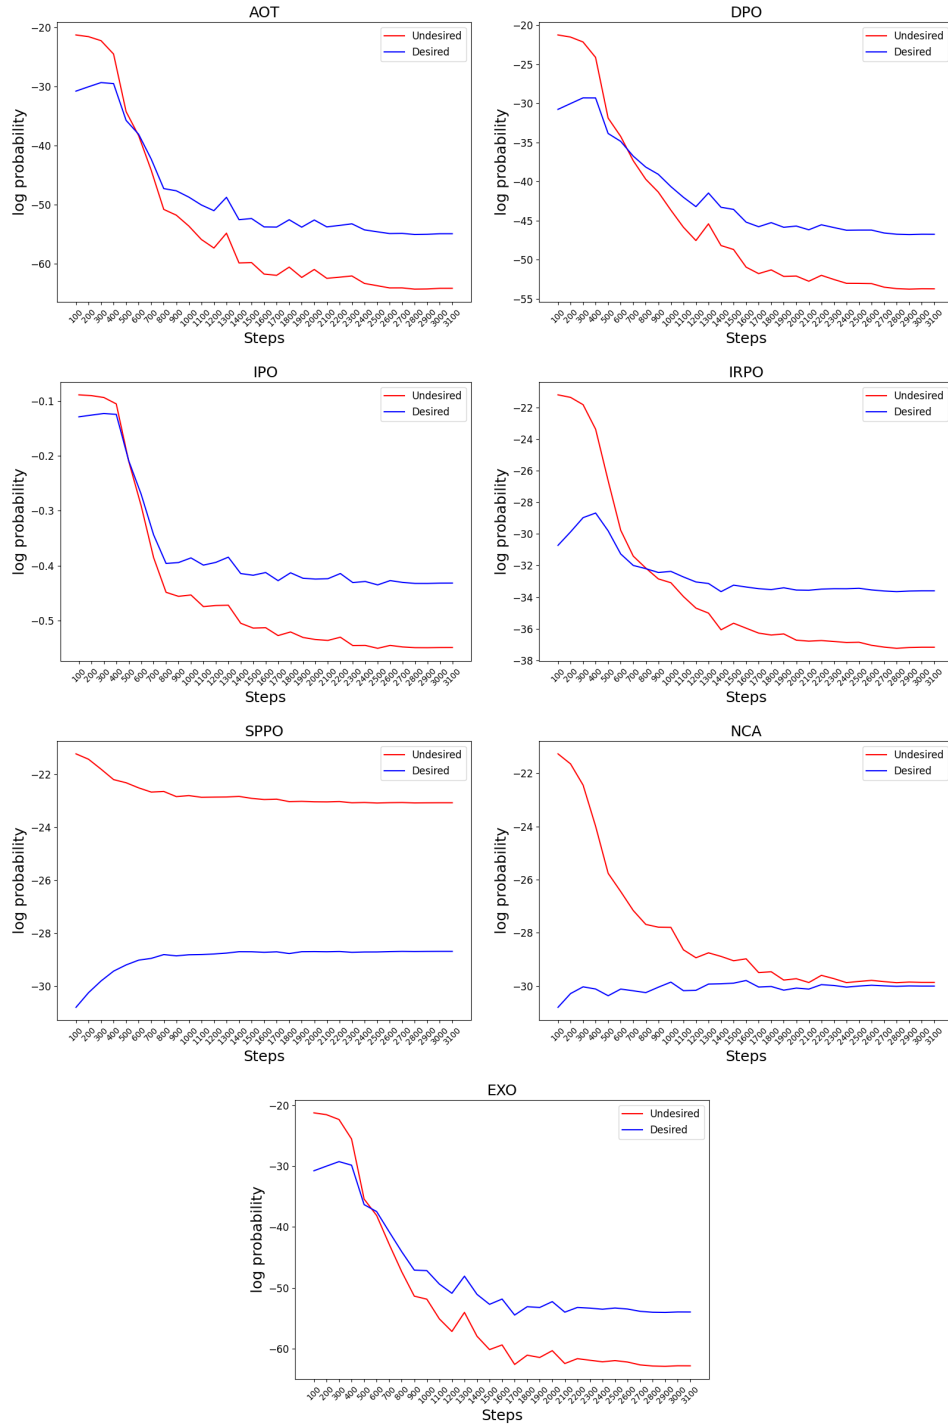 AOT
Undesired
Desired
log probability
−20
−30
−40
−50
−60
100 200 300 400 500 600 700 800 900 1000 1100 1200 1300 1400 1500 1600 1700 1800 1900 2000 2100 2200 2300 2400 2500 2600 2700 2800 2900 3000 3100
Steps
DPO
Undesired
Desired
log probability
−20
−25
−30
−35
−40
−45
−50
−55
100 200 300 400 500 600 700 800 900 1000 1100 1200 1300 1400 1500 1600 1700 1800 1900 2000 2100 2200 2300 2400 2500 2600 2700 2800 2900 3000 3100
Steps
IPO
Undesired
Desired
log probability
−0.1
−0.2
−0.3
−0.4
−0.5
100 200 300 400 500 600 700 800 900 1000 1100 1200 1300 1400 1500 1600 1700 1800 1900 2000 2100 2200 2300 2400 2500 2600 2700 2800 2900 3000 3100
Steps
IRPO
Undesired
Desired
log probability
−22
−24
−26
−28
−30
−32
−34
−36
−38
100 200 300 400 500 600 700 800 900 1000 1100 1200 1300 1400 1500 1600 1700 1800 1900 2000 2100 2200 2300 2400 2500 2600 2700 2800 2900 3000 3100
Steps
SPPO
Undesired
Desired
log probability
−22
−24
−26
−28
−30
100 200 300 400 500 600 700 800 900 1000 1100 1200 1300 1400 1500 1600 1700 1800 1900 2000 2100 2200 2300 2400 2500 2600 2700 2800 2900 3000 3100
Steps
NCA
Undesired
Desired
log probability
−22
−24
−26
−28
−30
100 200 300 400 500 600 700 800 900 1000 1100 1200 1300 1400 1500 1600 1700 1800 1900 2000 2100 2200 2300 2400 2500 2600 2700 2800 2900 3000 3100
Steps
EXO
Undesired
Desired
log probability
−20
−30
−40
−50
−60
100 200 300 400 500 600 700 800 900 1000 1100 1200 1300 1400 1500 1600 1700 1800 1900 2000 2100 2200 2300 2400 2500 2600 2700 2800 2900 3000 3100
Steps